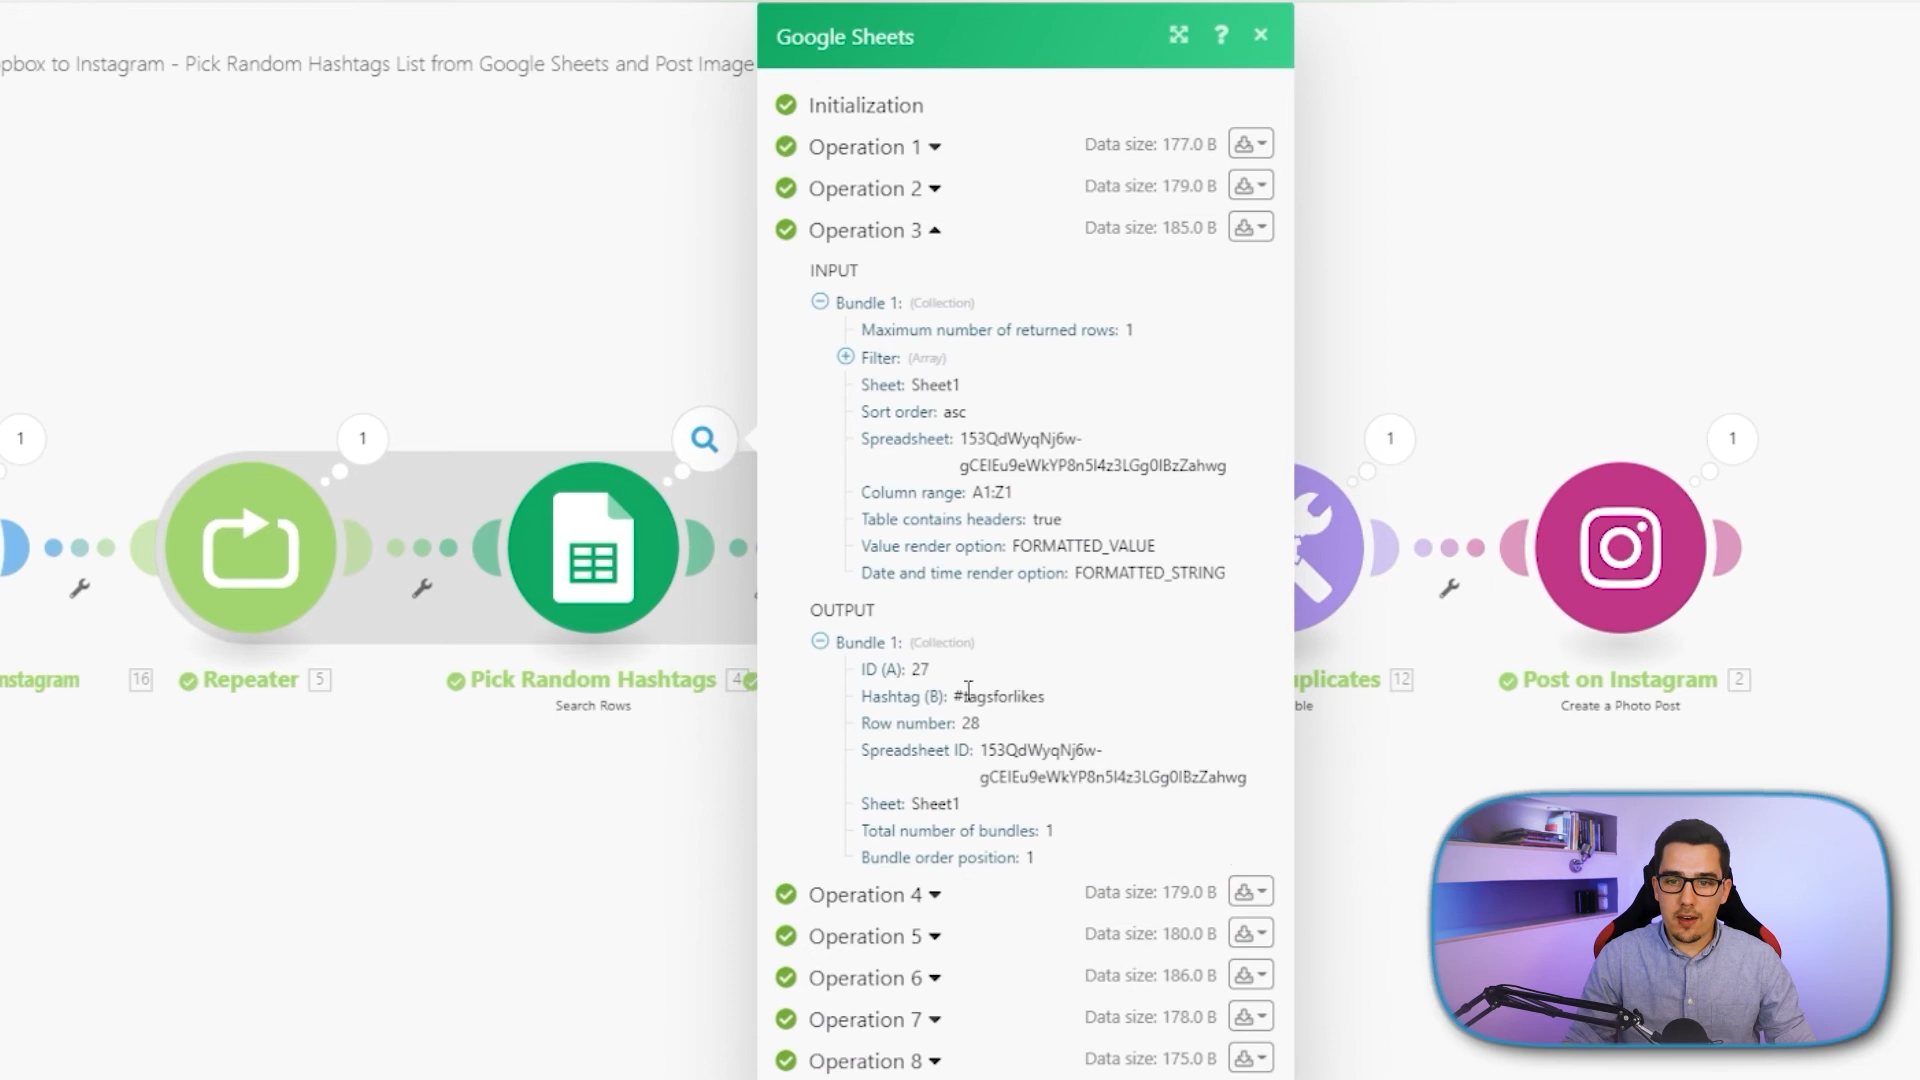 Google Sheets ?
pbox to Instagram - Pick Random Hashtags List from Google Sheets and Post Image
Initialization
Operation 1 Data size: 177.0 B
Operation 2 Data size: 179.0 B
Operation 3 Data size: 185.0 B
INPUT
Bundle 1: (Collection)
Maximum number of returned rows: 1
Filter: (Array)
Sheet: Sheet1
Sort order: asc
Spreadsheet: 153QdWyqNj6w-
gCEIEu9eWkYP8n5I4z3LGg0IBzZahwg
Column range: A1:Z1
Table contains headers: true
Value render option: FORMATTED_VALUE
Date and time render option: FORMATTED_STRING
OUTPUT
Bundle 1: (Collection)
ID (A): 27
Hashtag (B): #tagsforlikes
Row number: 28
Spreadsheet ID: 153QdWyqNj6w-
gCEIEu9eWkYP8n5I4z3LGg0IBzZahwg
Sheet: Sheet1
Total number of bundles: 1
Bundle order position: 1
Operation 4 Data size: 179.0 B
Operation 5 Data size: 180.0 B
Operation 6 Data size: 186.0 B
Operation 7 Data size: 178.0 B
Operation 8 Data size: 175.0 B
1
1
1
1
nstagram 16
Repeater 5
Pick Random Hashtags 4
Search Rows
plicates 12
ble
Post on Instagram 2
Create a Photo Post